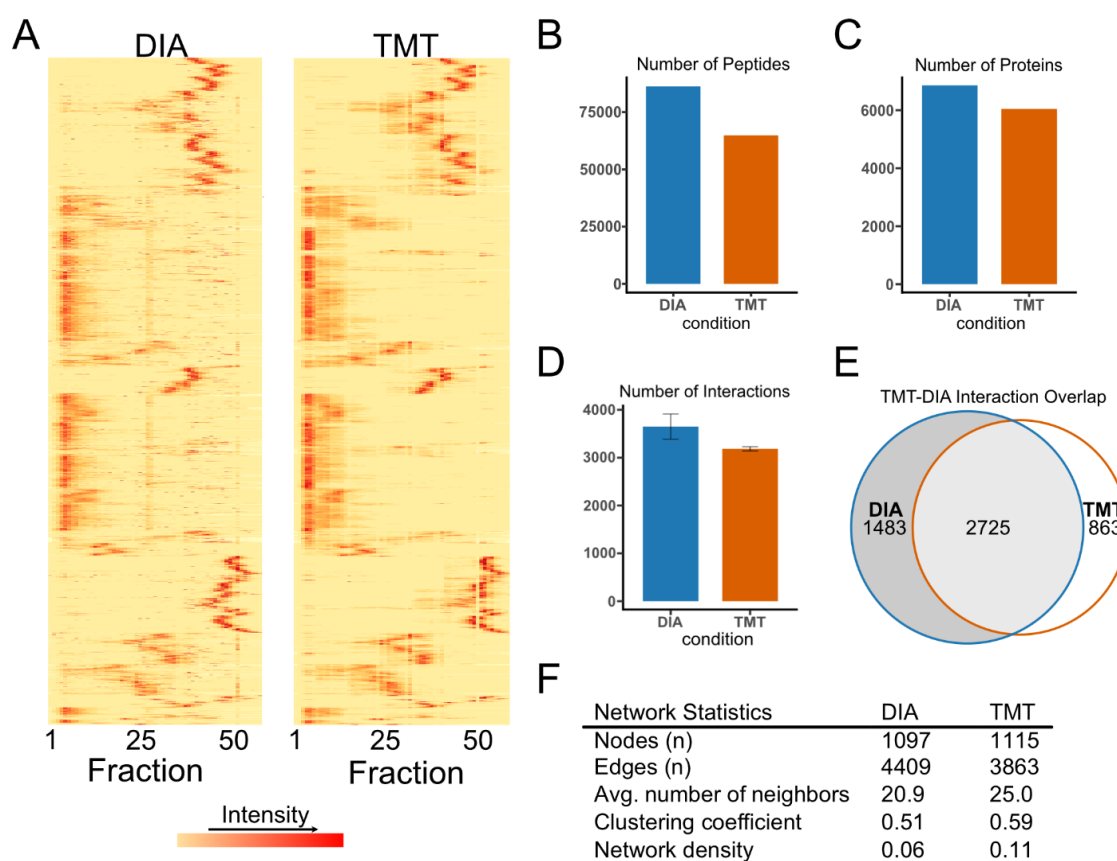 A
DIA TMT
1 25 50 25 50
Fraction Fraction
Intensity
B
Number of Peptides
75000
50000
25000
0
DIA TMT
condition
C
Number of Proteins
6000
4000
2000
0
DIA TMT
condition
D
Number of Interactions
4000
3000
2000
1000
0
DIA TMT
condition
E
TMT-DIA Interaction Overlap
DIA TMT
1483 2725 863
F
Network Statistics DIA TMT
Nodes (n) 1097 1115
Edges (n) 4409 3863
Avg. number of neighbors 20.9 25.0
Clustering coefficient 0.51 0.59
Network density 0.06 0.11